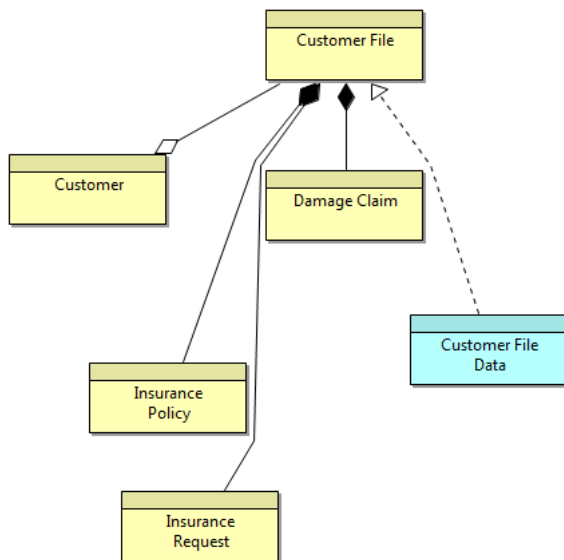 Customer File
Customer
Damage Claim
Customer File
Data
Insurance
Policy
Insurance
Request